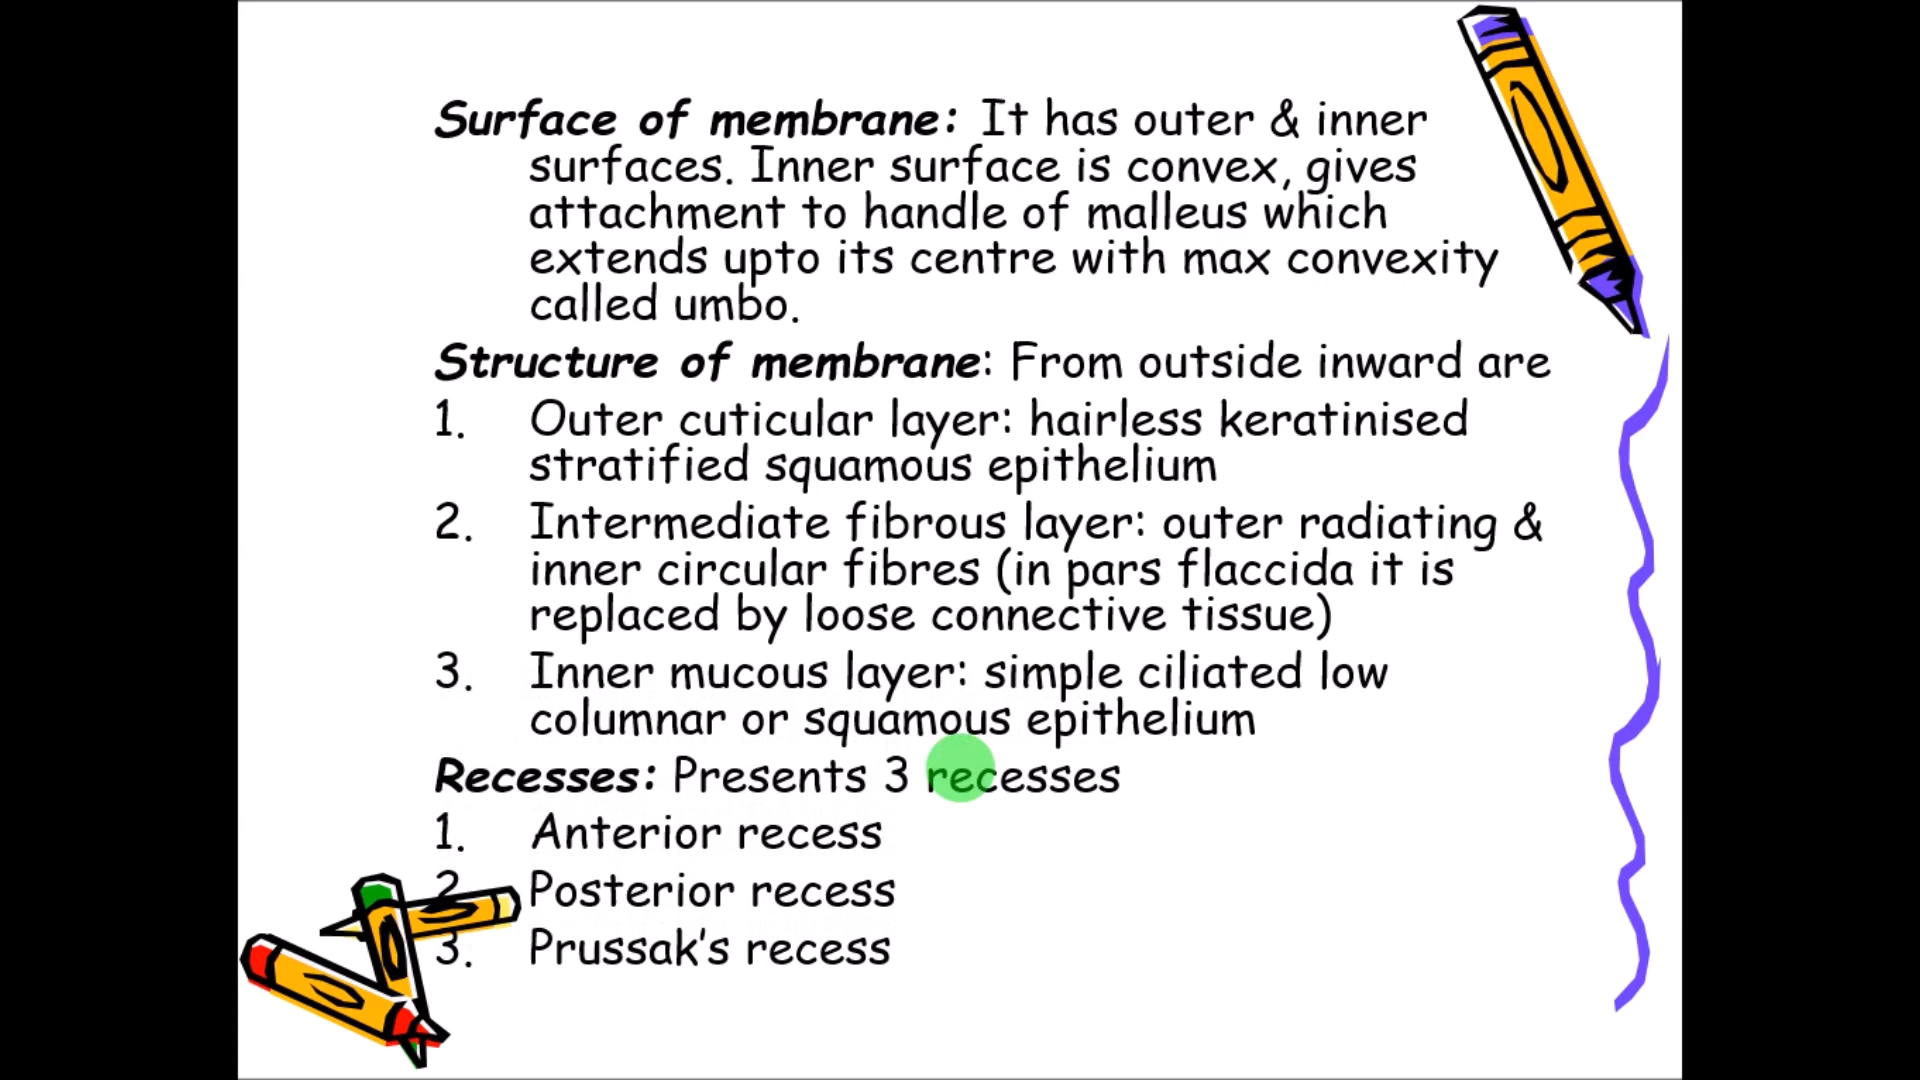 Surface of membrane: It has outer & inner
surfaces. Inner surface is convex, gives
attachment to handle of malleus which
extends upto its centre with max convexity
called umbo.
Structure of membrane: From outside inward are
1. Outer cuticular layer: hairless keratinised
stratified squamous epithelium
2. Intermediate fibrous layer: outer radiating &
inner circular fibres (in pars flaccida it is
replaced by loose connective tissue)
3. Inner mucous layer: simple ciliated low
columnar or squamous epithelium
Recesses: Presents 3 recesses
1. Anterior recess
2. Posterior recess
3. Prussak's recess